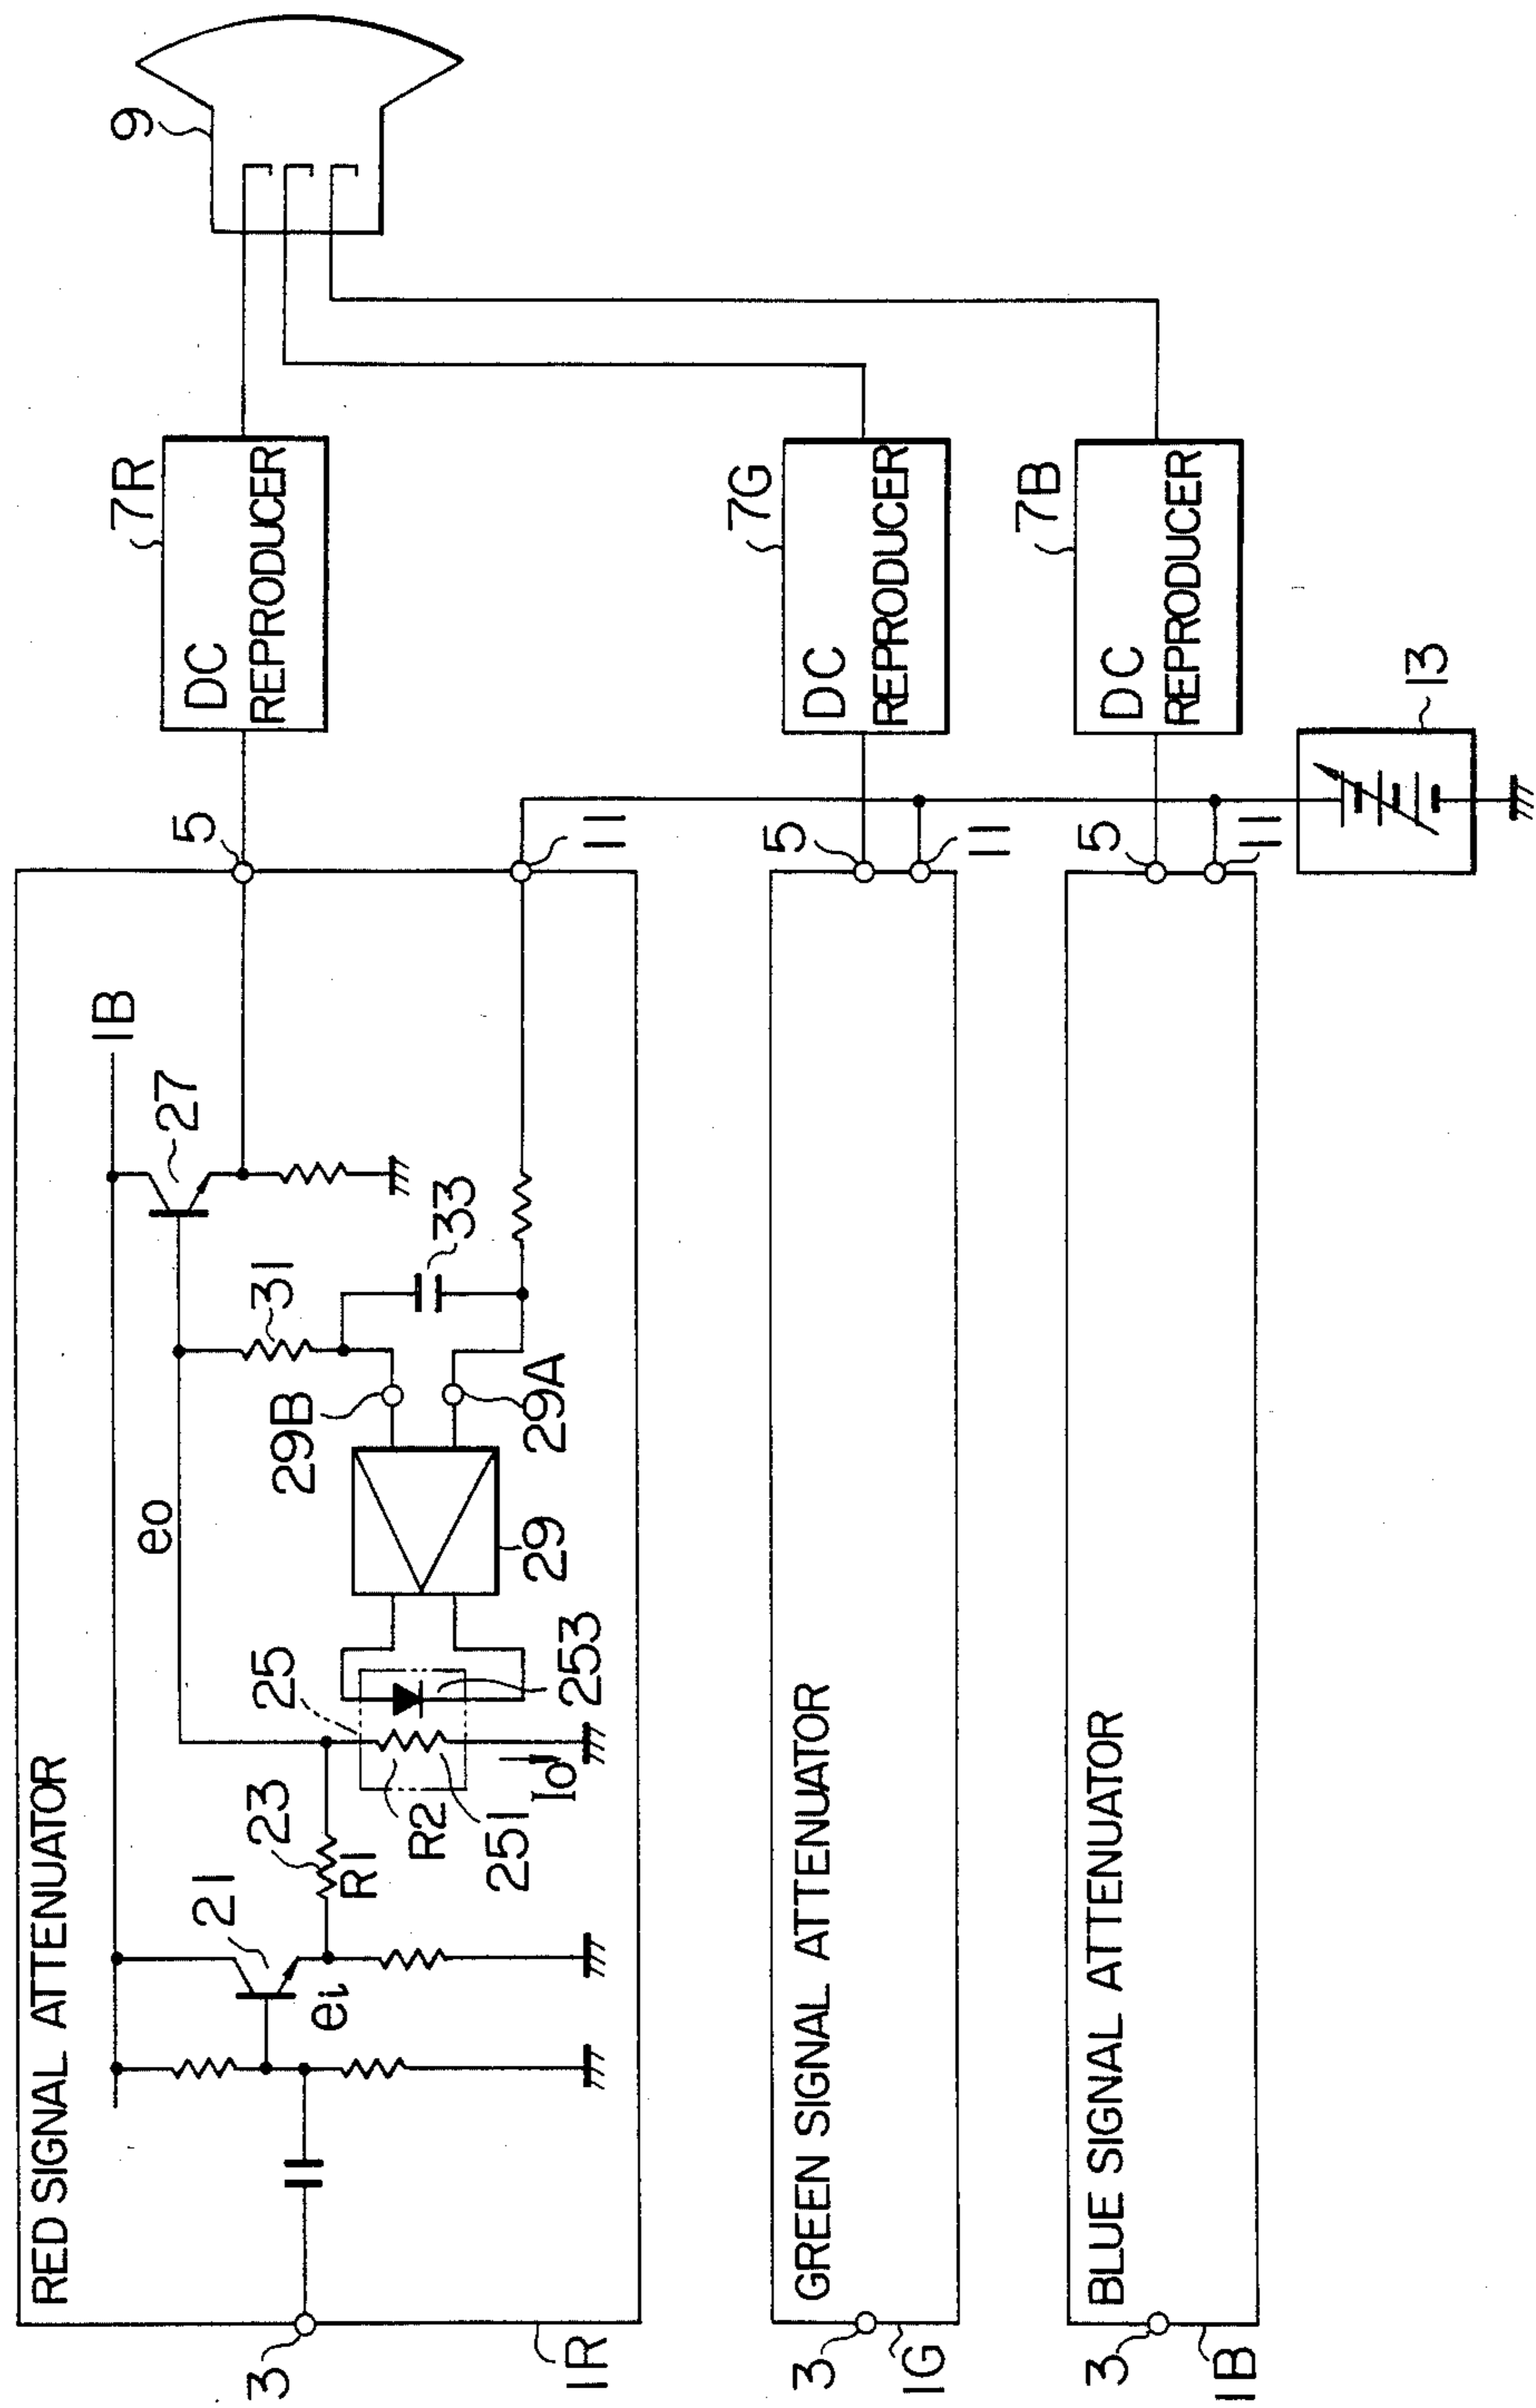 RED SIGNAL ATTENUATOR
1B
27
5
7R
DC
REPRODUCER
9
eo
31
33
29B
29A
29
11
25
253
23
R1
R2
251
Io
21
ei
3
1R
GREEN SIGNAL ATTENUATOR
3
1G
5
11
7G
DC
REPRODUCER
BLUE SIGNAL ATTENUATOR
3
1B
5
11
7B
DC
REPRODUCER
13